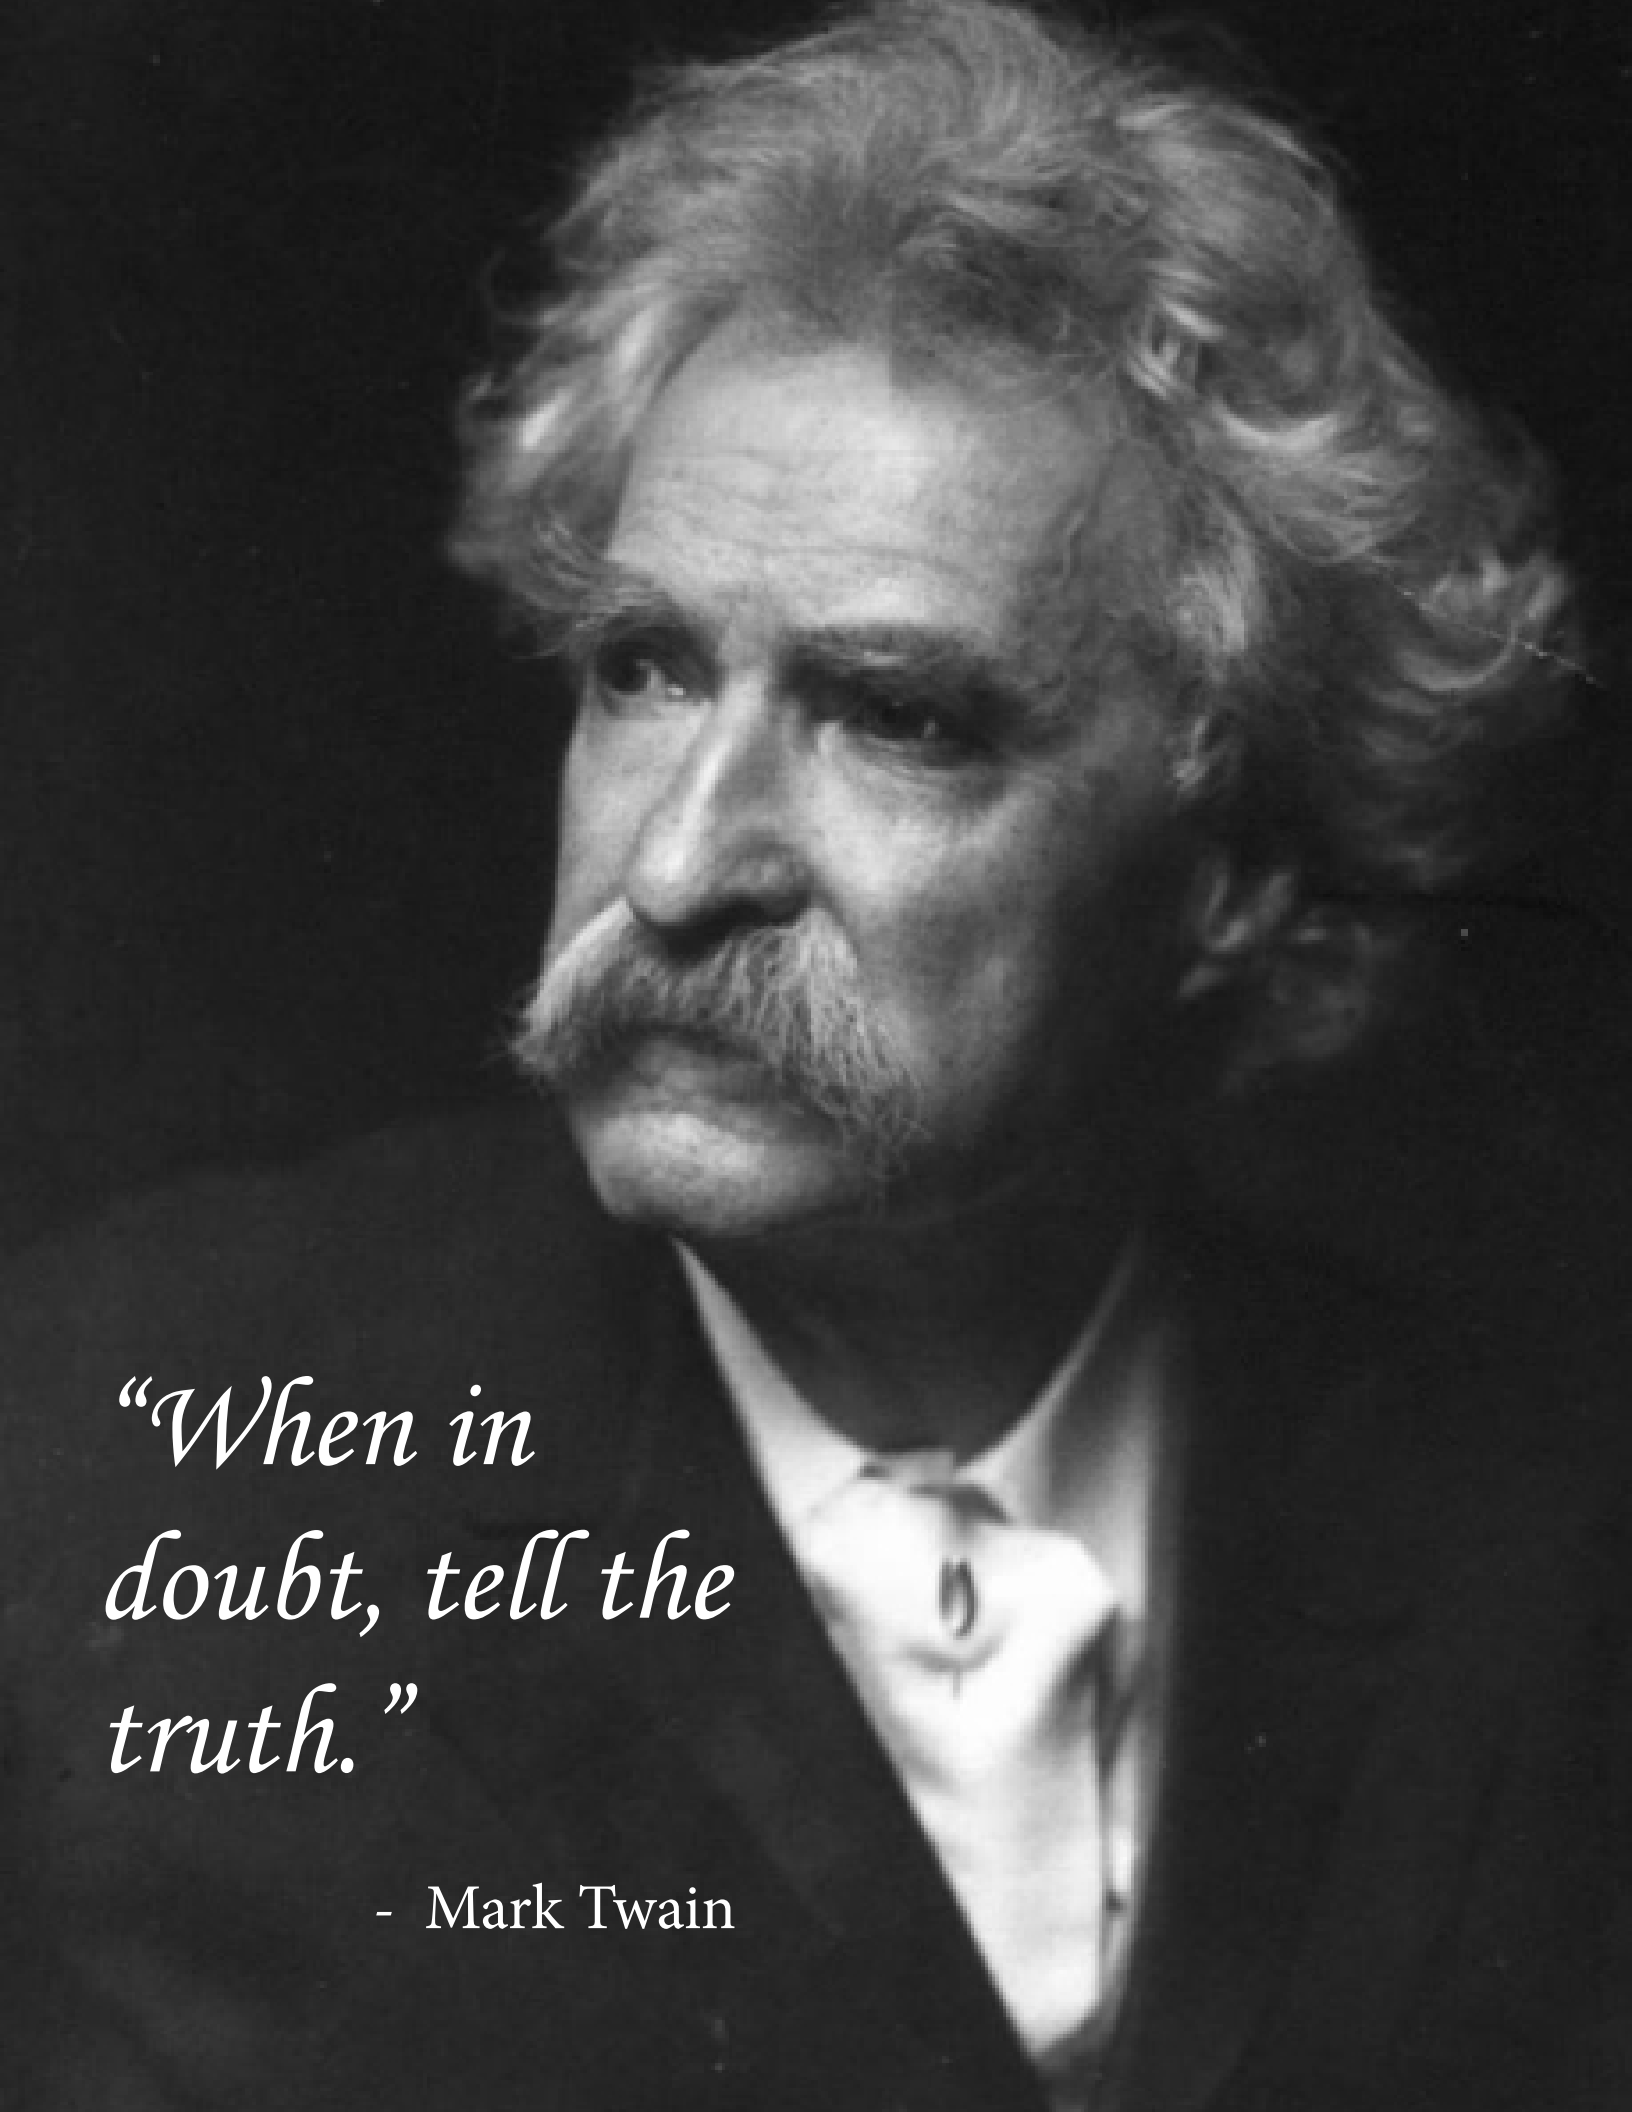 “When in
doubt, tell the
truth.”
- Mark Twain